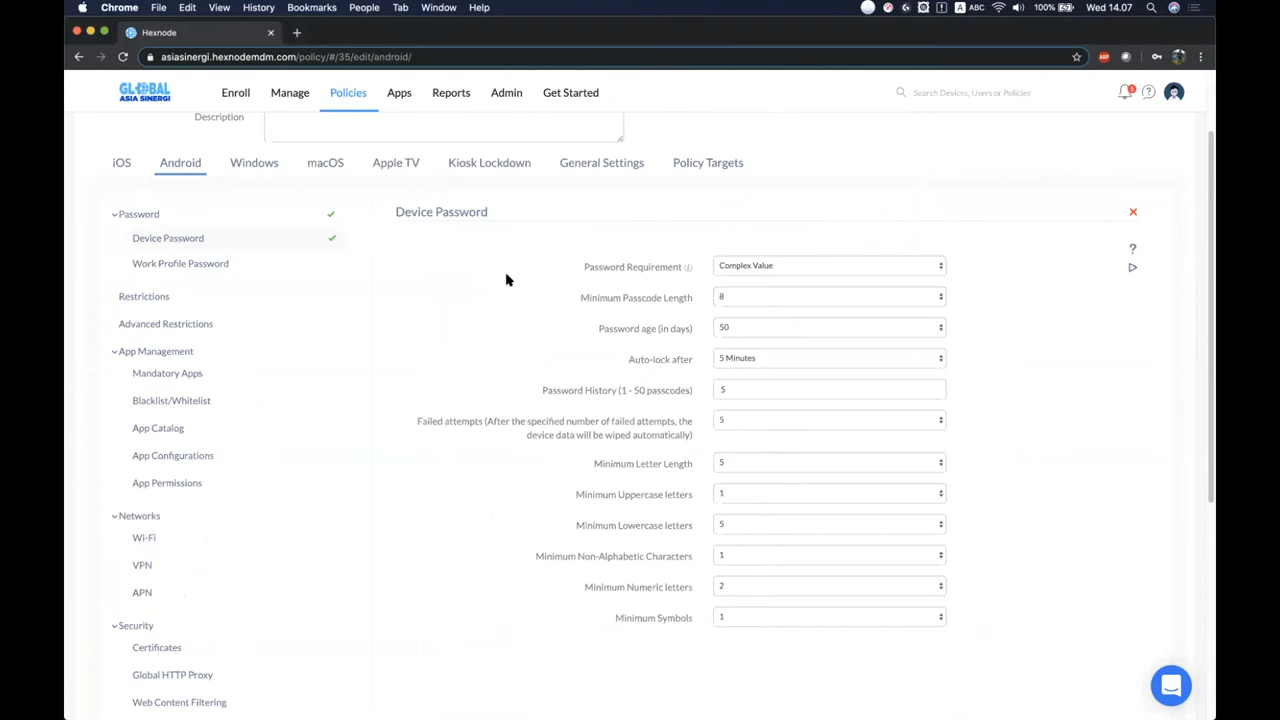 Chrome File Edit View History Bookmarks People Tab Window Help A ABC 100% Wed 14.07
Hexnode
asiasinergi.hexnodemdm.com/policy/#/35/edit/android/
ABP
GLOBAL
ASIA SINERGI
Enroll Manage Policies Apps Reports Admin Get Started Search Devices, Users or Policies
Description
iOS Android Windows macOS Apple TV Kiosk Lockdown General Settings Policy Targets
Password
Device Password
Work Profile Password
Restrictions
Advanced Restrictions
App Management
Mandatory Apps
Blacklist/Whitelist
App Catalog
App Configurations
App Permissions
Networks
Wi-Fi
VPN
APN
Security
Certificates
Global HTTP Proxy
Web Content Filtering
Device Password
?
Password Requirement Complex Value
Minimum Passcode Length 8
Password age (in days) 50
Auto-lock after 5 Minutes
Password History (1 - 50 passcodes) 5
Failed attempts (After the specified number of failed attempts, the 5
device data will be wiped automatically)
Minimum Letter Length 5
Minimum Uppercase letters 1
Minimum Lowercase letters 5
Minimum Non-Alphabetic Characters 1
Minimum Numeric letters 2
Minimum Symbols 1